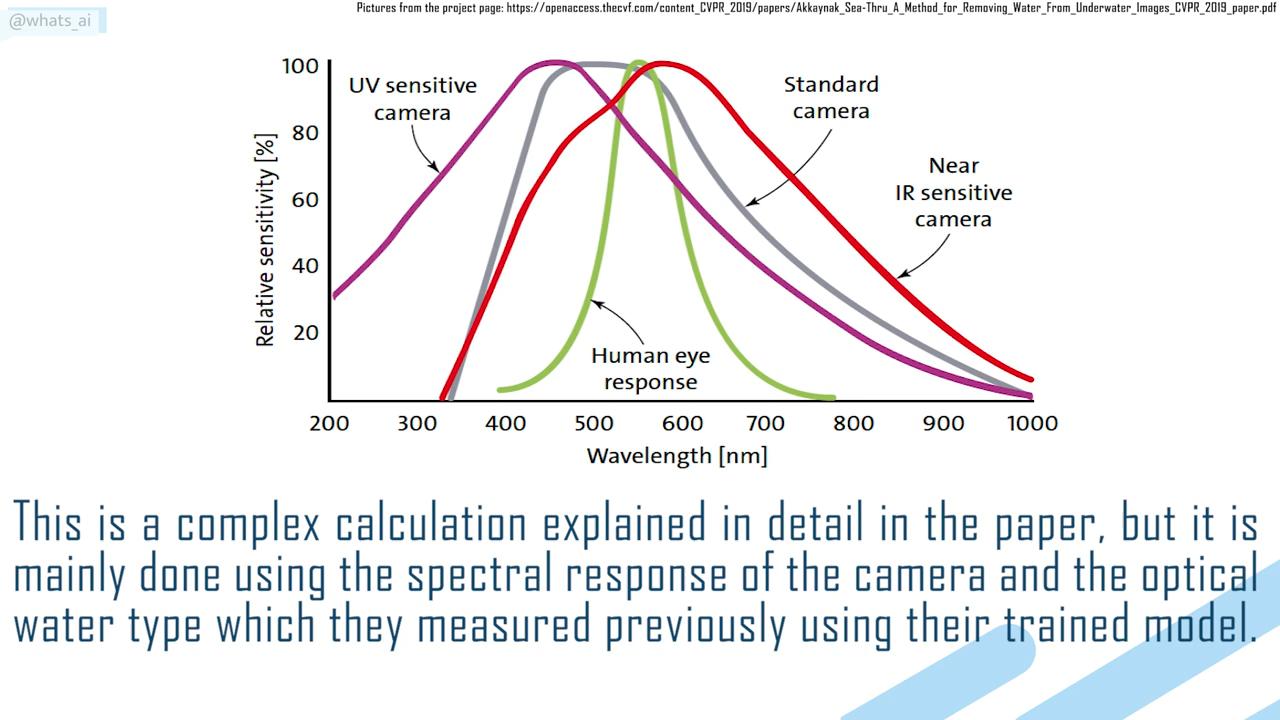 @whats_ai
Pictures from the project page: https://openaccess.thecvf.com/content_CVPR_2019/papers/Akkaynak_Sea-Thru_A_Method_for_Removing_Water_From_Underwater_Images_CVPR_2019_paper.pdf
Relative sensitivity [%]
100
80
60
40
20
UV sensitive
camera
Standard
camera
Near
IR sensitive
camera
Human eye
response
200 300 400 500 600 700 800 900 1000
Wavelength [nm]
This is a complex calculation explained in detail in the paper, but it is
mainly done using the spectral response of the camera and the optical
water type which they measured previously using their trained model.